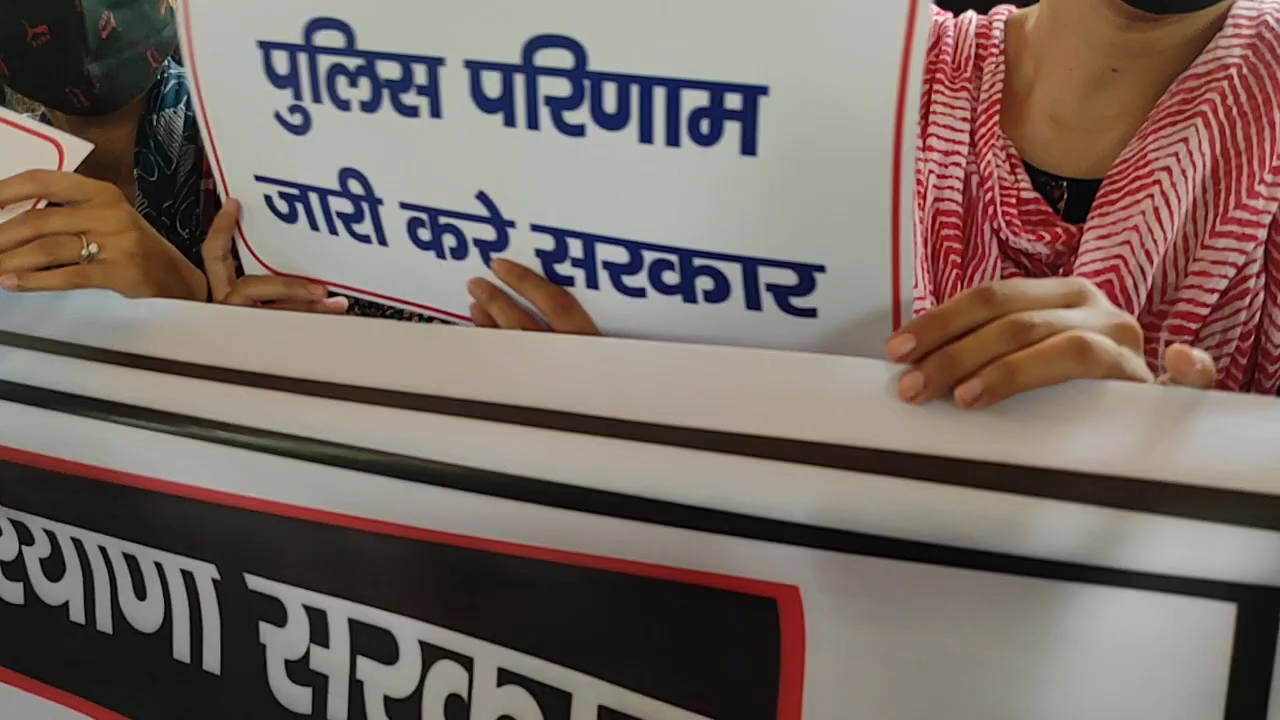 पुलिस परिणाम
जारी करे सरकार
सरकार